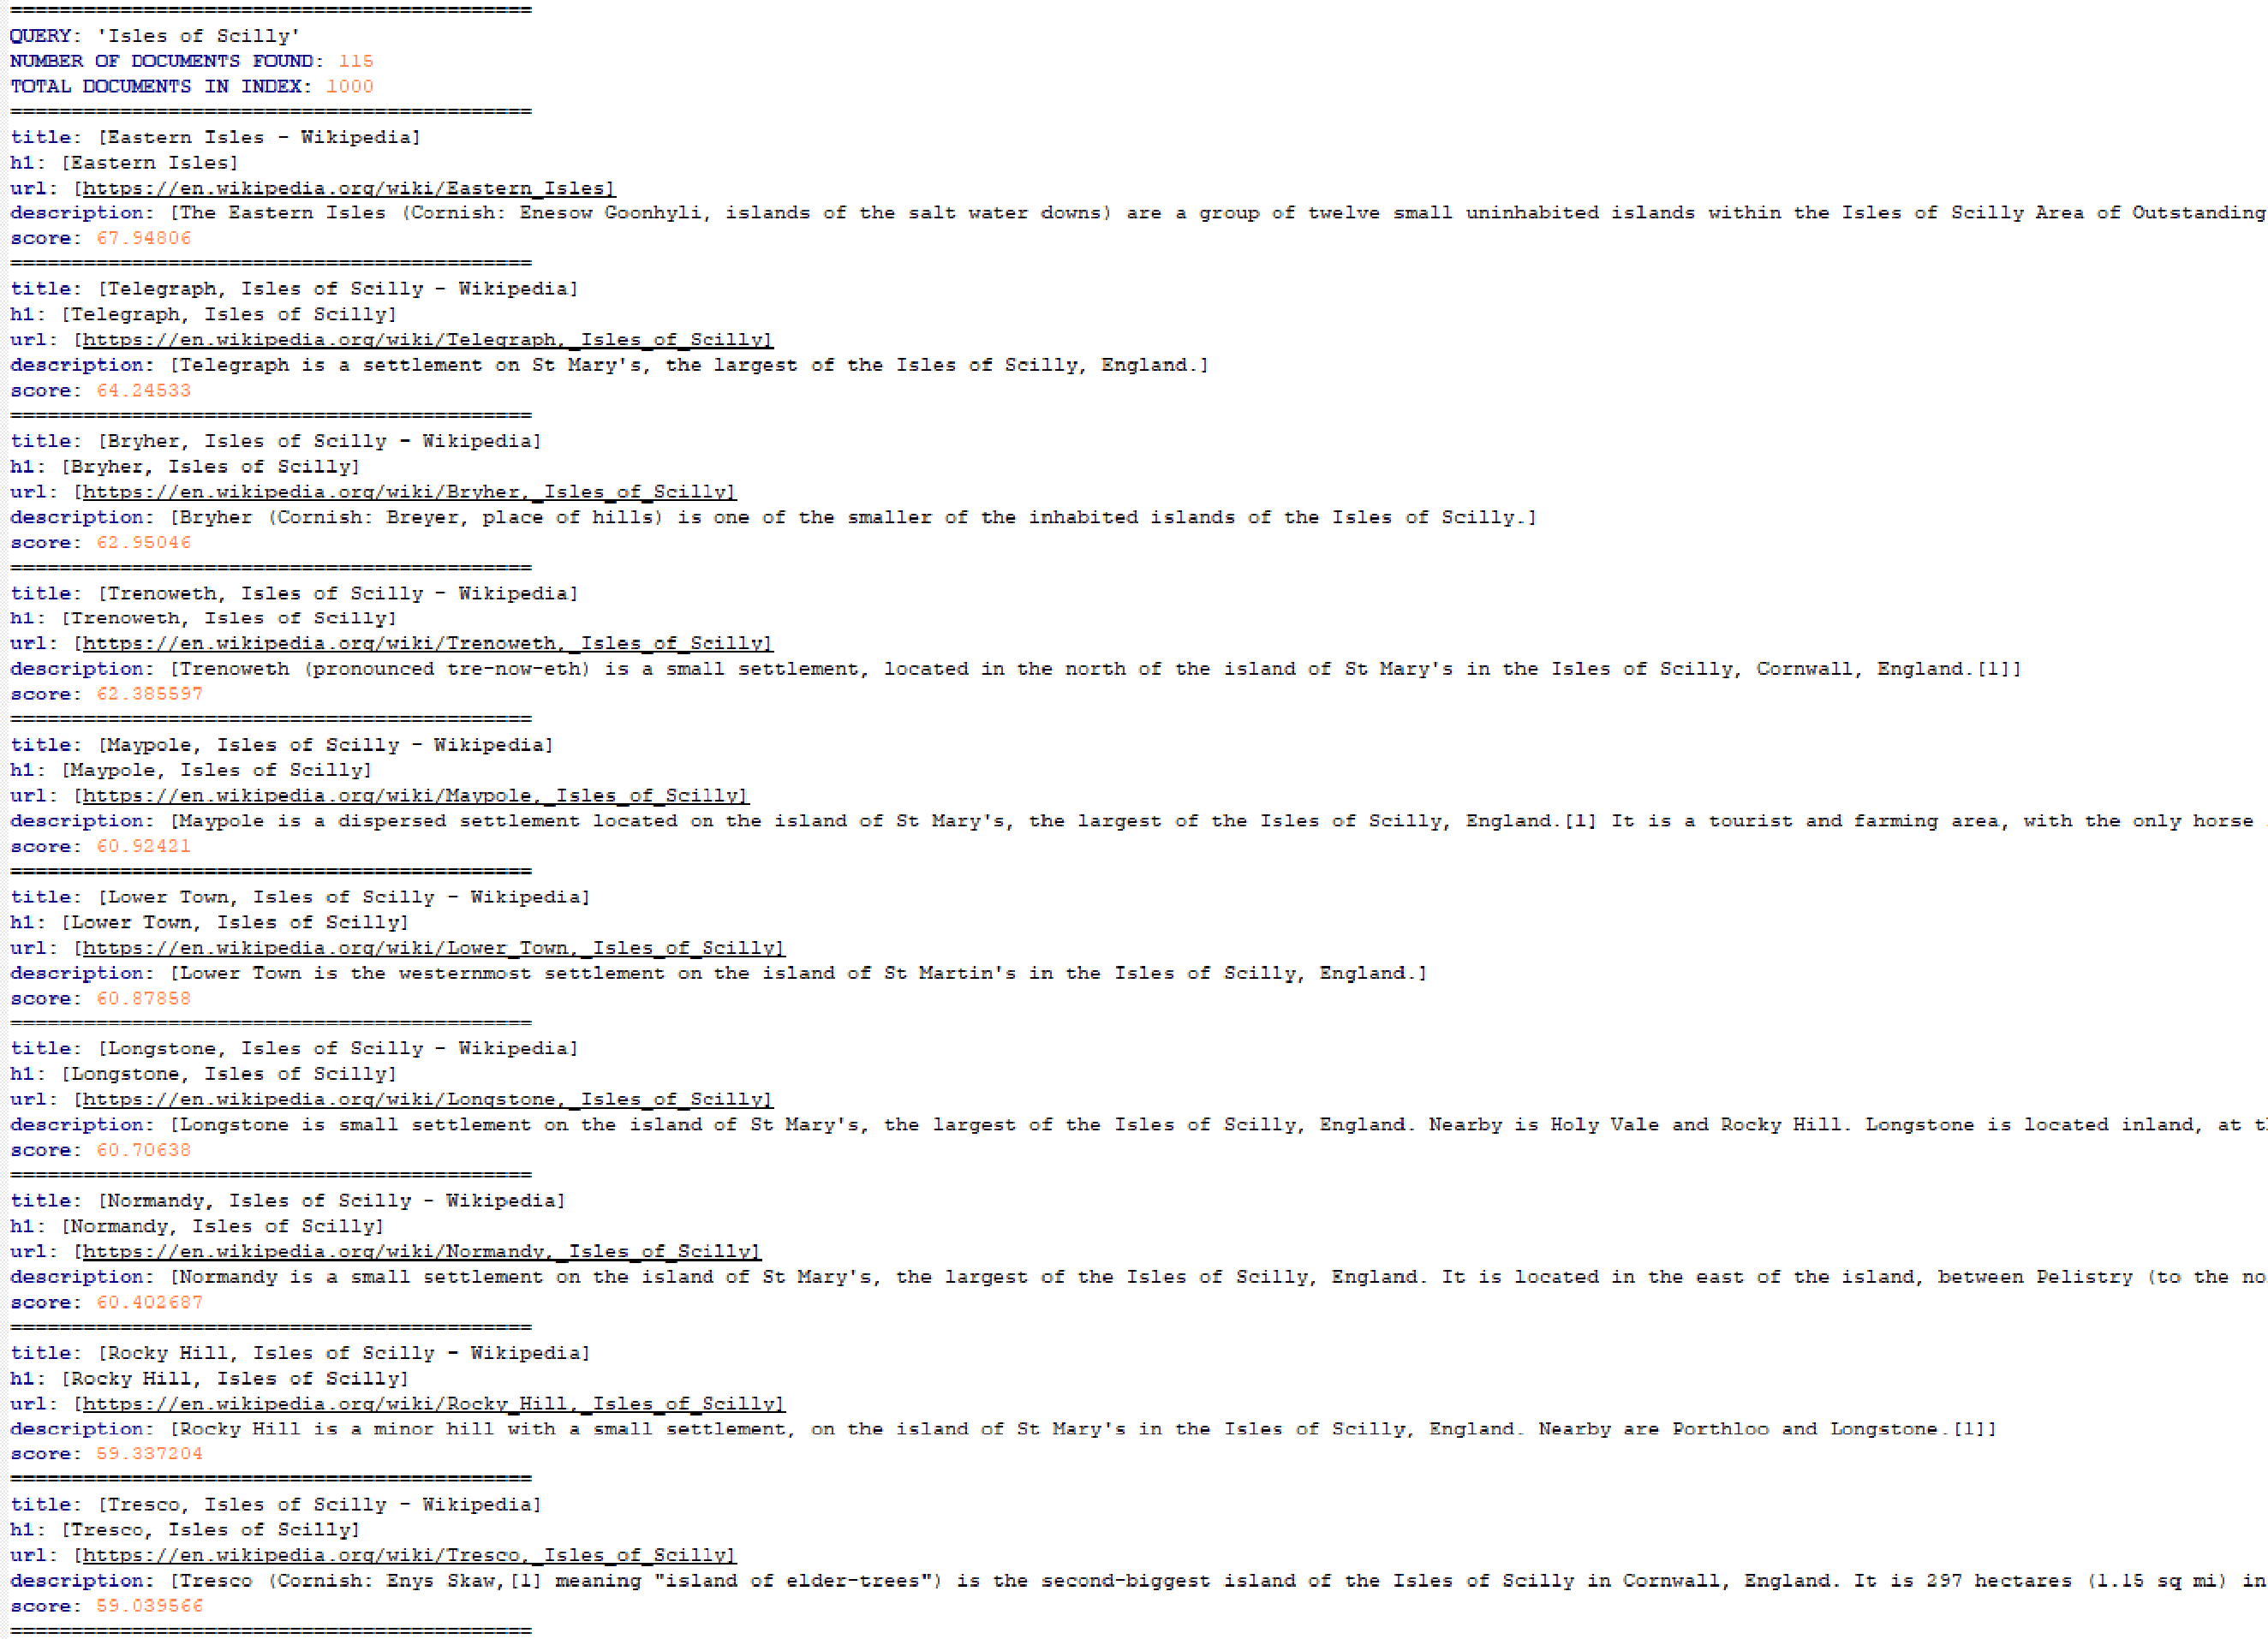 ===========================================
QUERY: 'Isles of Scilly'
NUMBER OF DOCUMENTS FOUND: 115
TOTAL DOCUMENTS IN INDEX: 1000
===========================================
title: [Eastern Isles - Wikipedia]
h1: [Eastern Isles]
url: [https://en.wikipedia.org/wiki/Eastern_Isles]
description: [The Eastern Isles (Cornish: Enesow Goonhyli, islands of the salt water downs) are a group of twelve small uninhabited islands within the Isles of Scilly Area of Outstanding
score: 67.94806
===========================================
title: [Telegraph, Isles of Scilly - Wikipedia]
h1: [Telegraph, Isles of Scilly]
url: [https://en.wikipedia.org/wiki/Telegraph,_Isles_of_Scilly]
description: [Telegraph is a settlement on St Mary's, the largest of the Isles of Scilly, England.]
score: 64.24533
===========================================
title: [Bryher, Isles of Scilly - Wikipedia]
h1: [Bryher, Isles of Scilly]
url: [https://en.wikipedia.org/wiki/Bryher,_Isles_of_Scilly]
description: [Bryher (Cornish: Breyer, place of hills) is one of the smaller of the inhabited islands of the Isles of Scilly.]
score: 62.95046
===========================================
title: [Trenoweth, Isles of Scilly - Wikipedia]
h1: [Trenoweth, Isles of Scilly]
url: [https://en.wikipedia.org/wiki/Trenoweth,_Isles_of_Scilly]
description: [Trenoweth (pronounced tre-now-eth) is a small settlement, located in the north of the island of St Mary's in the Isles of Scilly, Cornwall, England.[1]]
score: 62.385597
===========================================
title: [Maypole, Isles of Scilly - Wikipedia]
h1: [Maypole, Isles of Scilly]
url: [https://en.wikipedia.org/wiki/Maypole,_Isles_of_Scilly]
description: [Maypole is a dispersed settlement located on the island of St Mary's, the largest of the Isles of Scilly, England.[1] It is a tourist and farming area, with the only horse
score: 60.92421
===========================================
title: [Lower Town, Isles of Scilly - Wikipedia]
h1: [Lower Town, Isles of Scilly]
url: [https://en.wikipedia.org/wiki/Lower_Town,_Isles_of_Scilly]
description: [Lower Town is the westernmost settlement on the island of St Martin's in the Isles of Scilly, England.]
score: 60.87858
===========================================
title: [Longstone, Isles of Scilly - Wikipedia]
h1: [Longstone, Isles of Scilly]
url: [https://en.wikipedia.org/wiki/Longstone,_Isles_of_Scilly]
description: [Longstone is small settlement on the island of St Mary's, the largest of the Isles of Scilly, England. Nearby is Holy Vale and Rocky Hill. Longstone is located inland, at
score: 60.70638
===========================================
title: [Normandy, Isles of Scilly - Wikipedia]
h1: [Normandy, Isles of Scilly]
url: [https://en.wikipedia.org/wiki/Normandy,_Isles_of_Scilly]
description: [Normandy is a small settlement on the island of St Mary's, the largest of the Isles of Scilly, England. It is located in the east of the island, between Pelistry (to the no
score: 60.402687
===========================================
title: [Rocky Hill, Isles of Scilly - Wikipedia]
h1: [Rocky Hill, Isles of Scilly]
url: [https://en.wikipedia.org/wiki/Rocky_Hill,_Isles_of_Scilly]
description: [Rocky Hill is a minor hill with a small settlement, on the island of St Mary's in the Isles of Scilly, England. Nearby are Porthloo and Longstone.[1]]
score: 59.337204
===========================================
title: [Tresco, Isles of Scilly - Wikipedia]
h1: [Tresco, Isles of Scilly]
url: [https://en.wikipedia.org/wiki/Tresco,_Isles_of_Scilly]
description: [Tresco (Cornish: Enys Skaw,[1] meaning "island of elder-trees") is the second-biggest island of the Isles of Scilly in Cornwall, England. It is 297 hectares (1.15 sq mi) in
score: 59.039566
===========================================